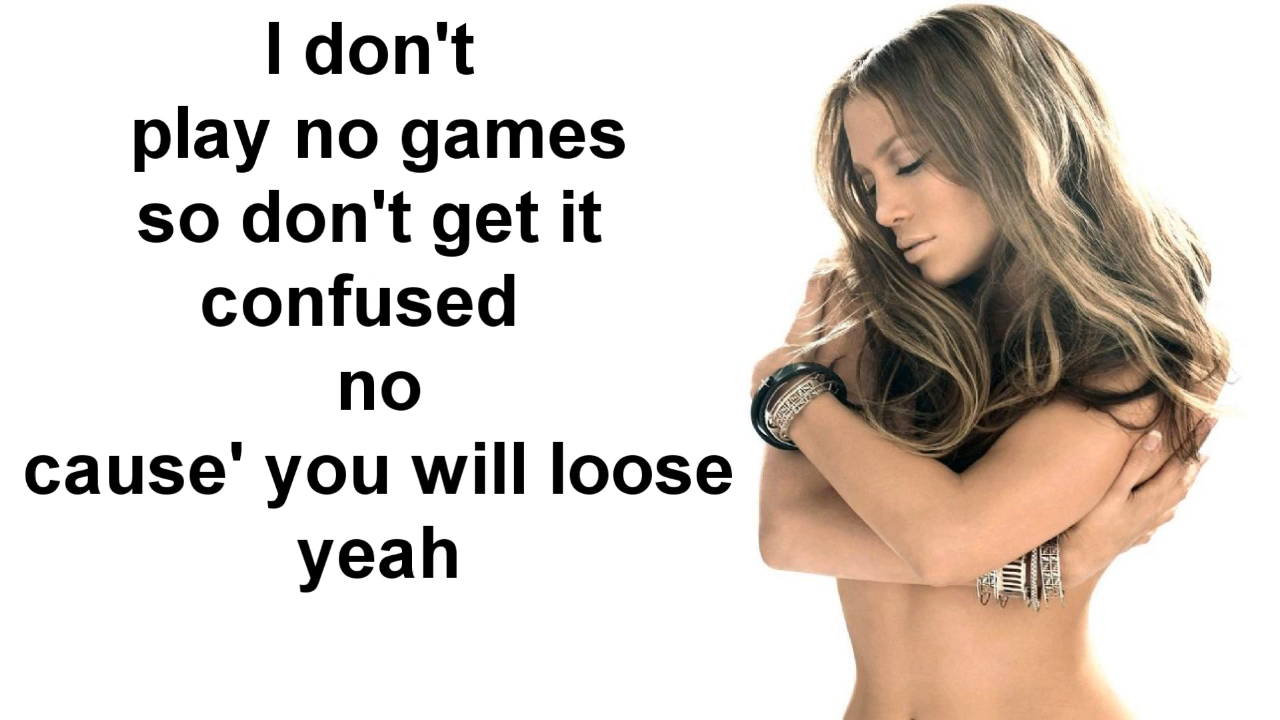 I don't
play no games
so don't get it
confused
no
cause' you will loose
yeah